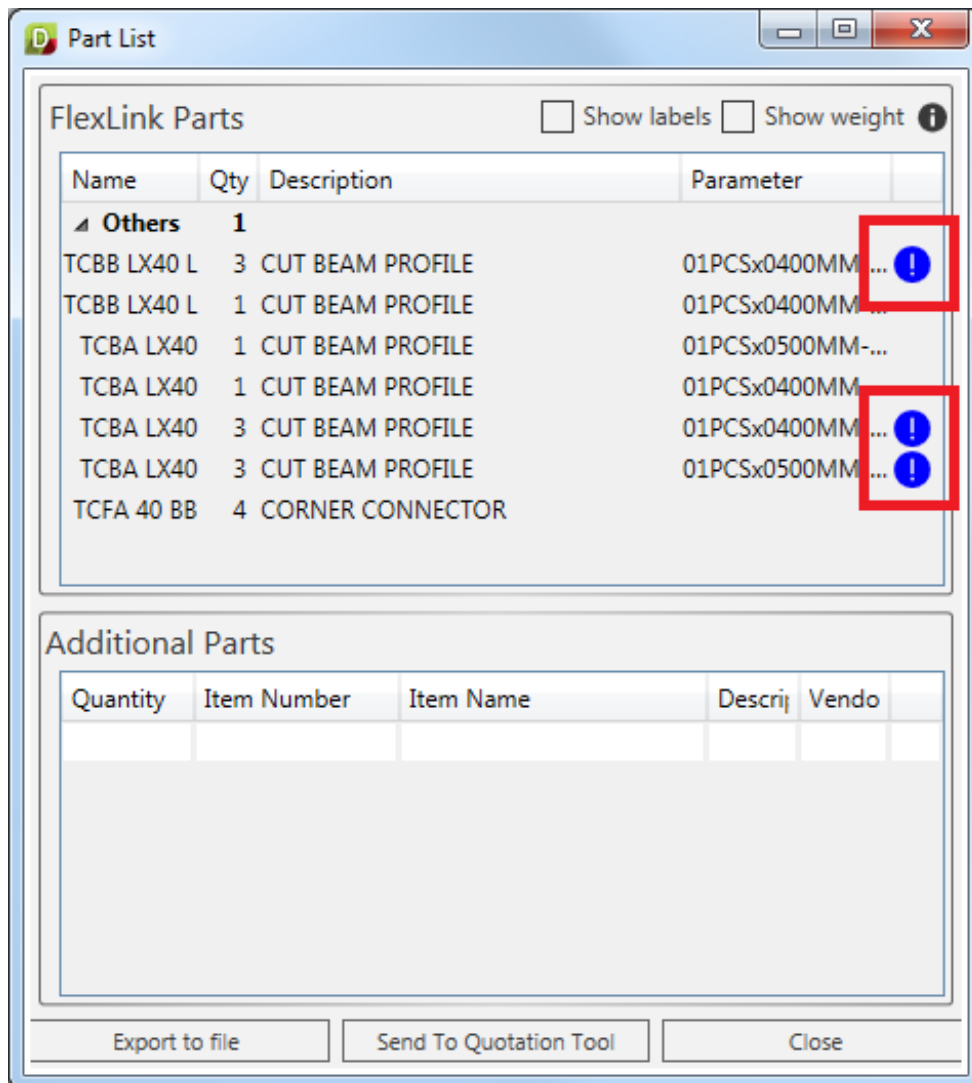 Part List
FlexLink Parts Show labels Show weight
Name Qty Description Parameter
Others 1
TCBB LX40 L 3 CUT BEAM PROFILE 01PCSx0400MM ...
TCBB LX40 L 1 CUT BEAM PROFILE 01PCSx0400MM-...
TCBA LX40 1 CUT BEAM PROFILE 01PCSx0500MM-...
TCBA LX40 1 CUT BEAM PROFILE 01PCSx0400MM
TCBA LX40 3 CUT BEAM PROFILE 01PCSx0400MM ...
TCBA LX40 3 CUT BEAM PROFILE 01PCSx0500MM ...
TCFA 40 BB 4 CORNER CONNECTOR
Additional Parts
Quantity Item Number Item Name Descrip Vendo
Export to file Send To Quotation Tool Close